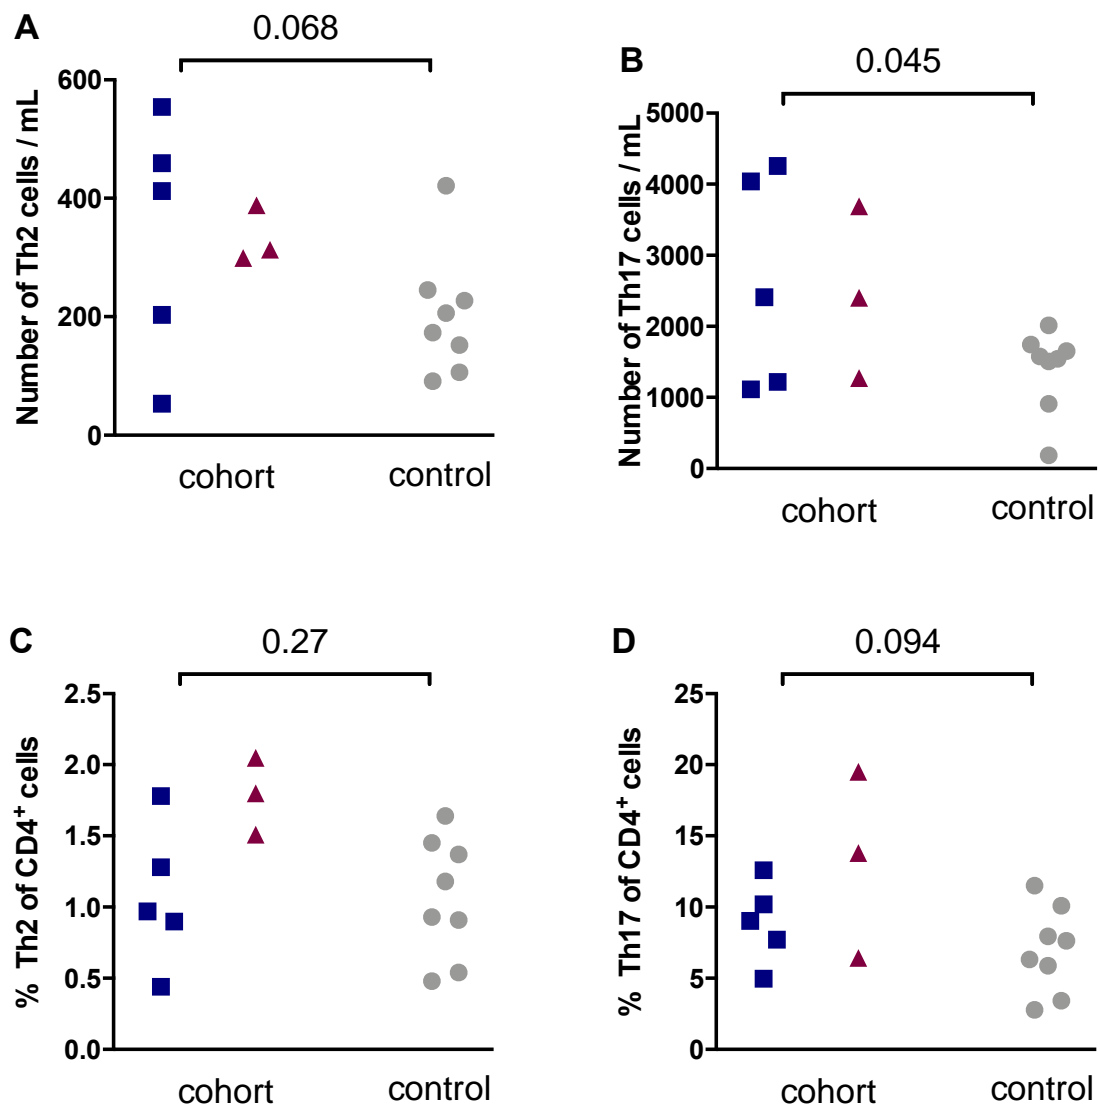 A
0.068
Number of Th2 cells / mL
600
400
200
0
cohort
control
B
0.045
Number of Th17 cells / mL
5000
4000
3000
2000
1000
0
cohort
control
C
0.27
% Th2 of CD4⁺ cells
2.5
2.0
1.5
1.0
0.5
0.0
cohort
control
D
0.094
% Th17 of CD4⁺ cells
25
20
15
10
5
0
cohort
control